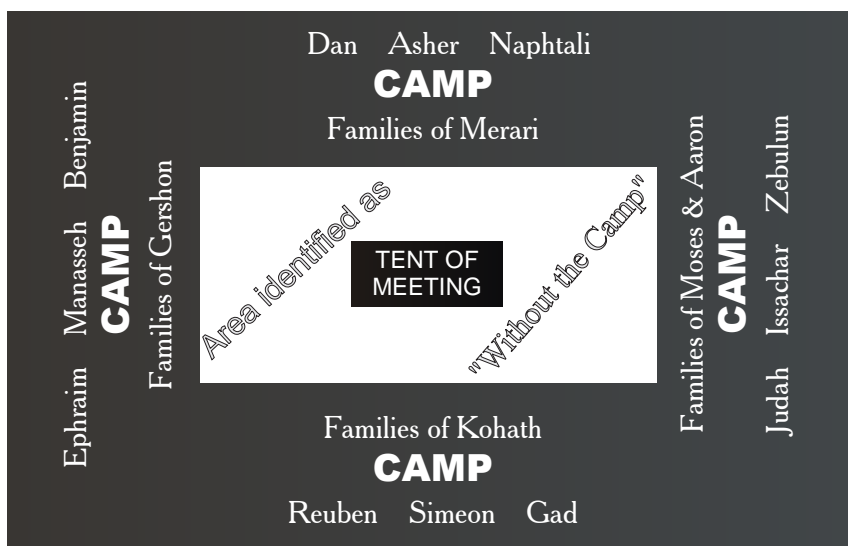 Dan Asher Naphtali
CAMP
Families of Merari
Ephraim Manasseh Benjamin
CAMP
Families of Gershon
Area identified as
TENT OF
MEETING
"Without the Camp"
Families of Moses & Aaron
CAMP
Judah Issachar Zebulun
Families of Kohath
CAMP
Reuben Simeon Gad